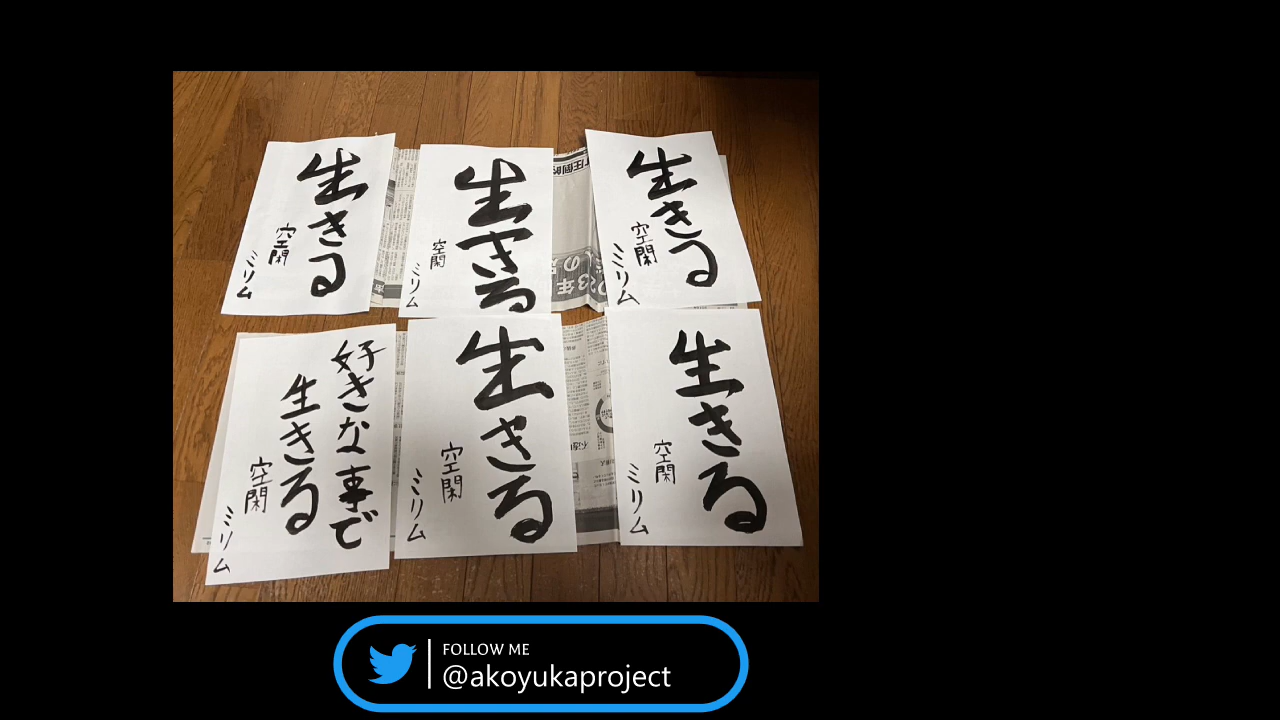 生きる
空閑
ミリム
生きる
空閑
ミリム
生きる
空閑
ミリム
好きな事で
生きる
空閑
ミリム
生きる
空閑
ミリム
生きる
空閑
ミリム
FOLLOW ME
@akoyukaproject